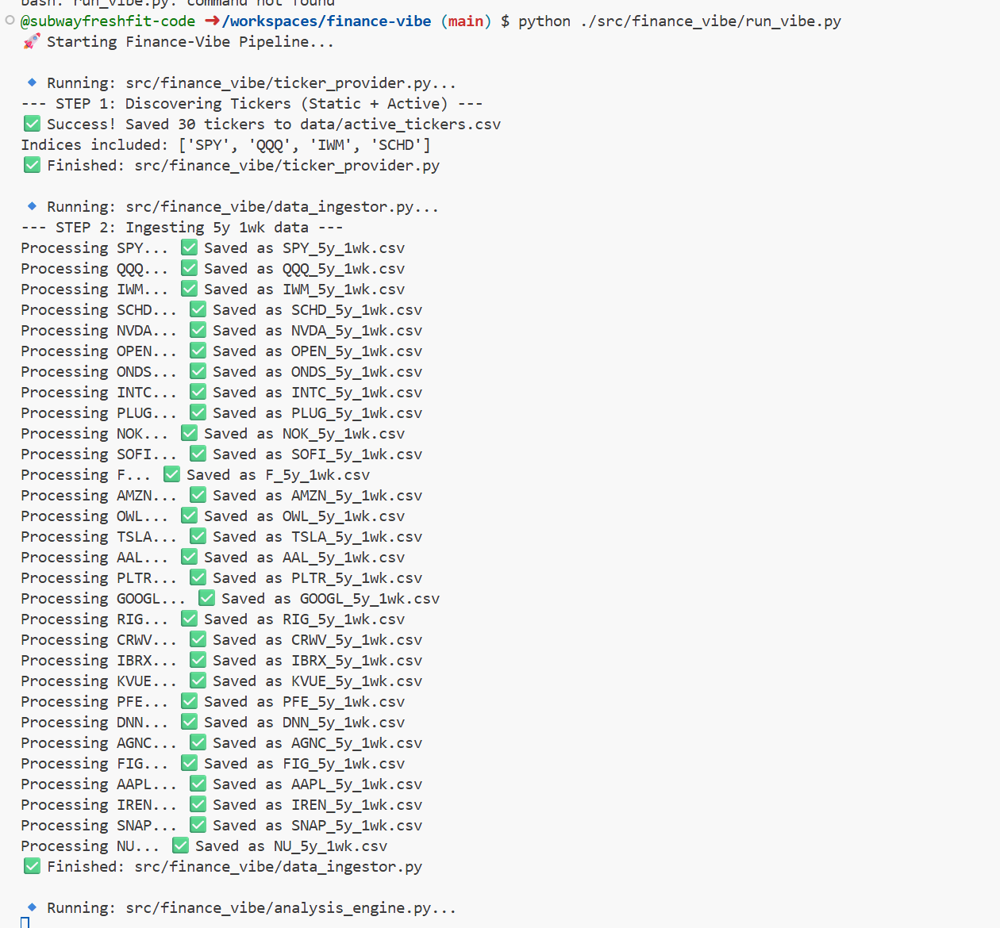 bash: run_vibe.py: command not found
@subwayfreshfit-code ➜/workspaces/finance-vibe (main) $ python ./src/finance_vibe/run_vibe.py
🚀 Starting Finance-Vibe Pipeline...
🔹 Running: src/finance_vibe/ticker_provider.py...
--- STEP 1: Discovering Tickers (Static + Active) ---
✅ Success! Saved 30 tickers to data/active_tickers.csv
Indices included: ['SPY', 'QQQ', 'IWM', 'SCHD']
✅ Finished: src/finance_vibe/ticker_provider.py
🔹 Running: src/finance_vibe/data_ingestor.py...
--- STEP 2: Ingesting 5y 1wk data ---
Processing SPY... ✅ Saved as SPY_5y_1wk.csv
Processing QQQ... ✅ Saved as QQQ_5y_1wk.csv
Processing IWM... ✅ Saved as IWM_5y_1wk.csv
Processing SCHD... ✅ Saved as SCHD_5y_1wk.csv
Processing NVDA... ✅ Saved as NVDA_5y_1wk.csv
Processing OPEN... ✅ Saved as OPEN_5y_1wk.csv
Processing ONDS... ✅ Saved as ONDS_5y_1wk.csv
Processing INTC... ✅ Saved as INTC_5y_1wk.csv
Processing PLUG... ✅ Saved as PLUG_5y_1wk.csv
Processing NOK... ✅ Saved as NOK_5y_1wk.csv
Processing SOFI... ✅ Saved as SOFI_5y_1wk.csv
Processing F... ✅ Saved as F_5y_1wk.csv
Processing AMZN... ✅ Saved as AMZN_5y_1wk.csv
Processing OWL... ✅ Saved as OWL_5y_1wk.csv
Processing TSLA... ✅ Saved as TSLA_5y_1wk.csv
Processing AAL... ✅ Saved as AAL_5y_1wk.csv
Processing PLTR... ✅ Saved as PLTR_5y_1wk.csv
Processing GOOGL... ✅ Saved as GOOGL_5y_1wk.csv
Processing RIG... ✅ Saved as RIG_5y_1wk.csv
Processing CRWV... ✅ Saved as CRWV_5y_1wk.csv
Processing IBRX... ✅ Saved as IBRX_5y_1wk.csv
Processing KVUE... ✅ Saved as KVUE_5y_1wk.csv
Processing PFE... ✅ Saved as PFE_5y_1wk.csv
Processing DNN... ✅ Saved as DNN_5y_1wk.csv
Processing AGNC... ✅ Saved as AGNC_5y_1wk.csv
Processing FIG... ✅ Saved as FIG_5y_1wk.csv
Processing AAPL... ✅ Saved as AAPL_5y_1wk.csv
Processing IREN... ✅ Saved as IREN_5y_1wk.csv
Processing SNAP... ✅ Saved as SNAP_5y_1wk.csv
Processing NU... ✅ Saved as NU_5y_1wk.csv
✅ Finished: src/finance_vibe/data_ingestor.py
🔹 Running: src/finance_vibe/analysis_engine.py...